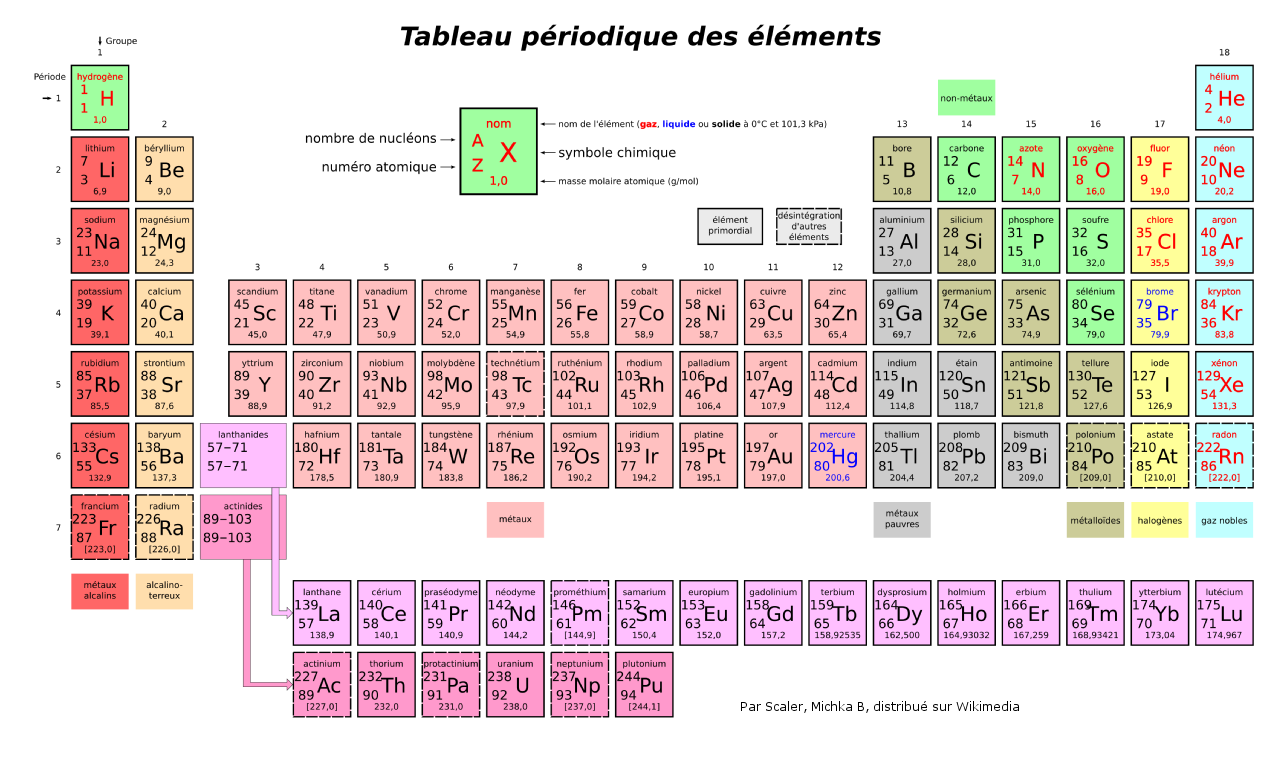 Tableau périodique des éléments
Groupe
1
18
Période
1
hydrogène
1
H
1
1,0
non-métaux
hélium
4
He
2
4,0
nom
A
X
Z
1,0
nombre de nucléons
numéro atomique
nom de l'élément (gaz, liquide ou solide à 0°C et 101,3 kPa)
symbole chimique
masse molaire atomique (g/mol)
2
13
14
15
16
17
2
lithium
7
Li
3
6,9
béryllium
9
Be
4
9,0
bore
11
B
5
10,8
carbone
12
C
6
12,0
azote
14
N
7
14,0
oxygène
16
O
8
16,0
fluor
19
F
9
19,0
néon
20
Ne
10
20,2
élément
primordial
désintégration
d'autres
éléments
3
sodium
23
Na
11
23,0
magnésium
24
Mg
12
24,3
aluminium
27
Al
13
27,0
silicium
28
Si
14
28,0
phosphore
31
P
15
31,0
soufre
32
S
16
32,0
chlore
35
Cl
17
35,5
argon
40
Ar
18
39,9
3
4
5
6
7
8
9
10
11
12
4
potassium
39
K
19
39,1
calcium
40
Ca
20
40,1
scandium
45
Sc
21
45,0
titane
48
Ti
22
47,9
vanadium
51
V
23
50,9
chrome
52
Cr
24
52,0
manganèse
55
Mn
25
54,9
fer
56
Fe
26
55,8
cobalt
59
Co
27
58,9
nickel
58
Ni
28
58,7
cuivre
63
Cu
29
63,5
zinc
64
Zn
30
65,4
gallium
69
Ga
31
69,7
germanium
74
Ge
32
72,6
arsenic
75
As
33
74,9
sélénium
80
Se
34
79,0
brome
79
Br
35
79,9
krypton
84
Kr
36
83,8
5
rubidium
85
Rb
37
85,5
strontium
88
Sr
38
87,6
yttrium
89
Y
39
88,9
zirconium
90
Zr
40
91,2
niobium
93
Nb
41
92,9
molybdène
98
Mo
42
95,9
technétium
98
Tc
43
97,9
ruthénium
102
Ru
44
101,1
rhodium
103
Rh
45
102,9
palladium
106
Pd
46
106,4
argent
107
Ag
47
107,9
cadmium
114
Cd
48
112,4
indium
115
In
49
114,8
étain
120
Sn
50
118,7
antimoine
121
Sb
51
121,8
tellure
130
Te
52
127,6
iode
127
I
53
126,9
xénon
129
Xe
54
131,3
6
césium
133
Cs
55
132,9
baryum
138
Ba
56
137,3
lanthanides
57–71
57–71
hafnium
180
Hf
72
178,5
tantale
181
Ta
73
180,9
tungstène
184
W
74
183,8
rhénium
187
Re
75
186,2
osmium
192
Os
76
190,2
iridium
193
Ir
77
194,2
platine
195
Pt
78
195,1
or
197
Au
79
197,0
mercure
202
Hg
80
200,6
thallium
205
Tl
81
204,4
plomb
208
Pb
82
207,2
bismuth
209
Bi
83
209,0
polonium
210
Po
84
[209,0]
astate
210
At
85
[210,0]
radon
222
Rn
86
[222,0]
7
francium
223
Fr
87
[223,0]
radium
226
Ra
88
[226,0]
actinides
89–103
89–103
métaux
métaux
pauvres
métalloïdes
halogènes
gaz nobles
métaux
alcalins
alcalino-
terreux
lanthane
139
La
57
138,9
cérium
140
Ce
58
140,1
praséodyme
141
Pr
59
140,9
néodyme
142
Nd
60
144,2
prométhium
146
Pm
61
[144,9]
samarium
152
Sm
62
150,4
europium
153
Eu
63
152,0
gadolinium
158
Gd
64
157,2
terbium
159
Tb
65
158,92535
dysprosium
164
Dy
66
162,500
holmium
165
Ho
67
164,93032
erbium
166
Er
68
167,259
thulium
169
Tm
69
168,93421
ytterbium
174
Yb
70
173,04
lutécium
175
Lu
71
174,967
actinium
227
Ac
89
[227,0]
thorium
232
Th
90
232,0
protactinium
231
Pa
91
[231,0]
uranium
238
U
92
238,0
neptunium
237
Np
93
[237,0]
plutonium
244
Pu
94
[244,1]
Par Scaler, Michka B, distribué sur Wikimedia